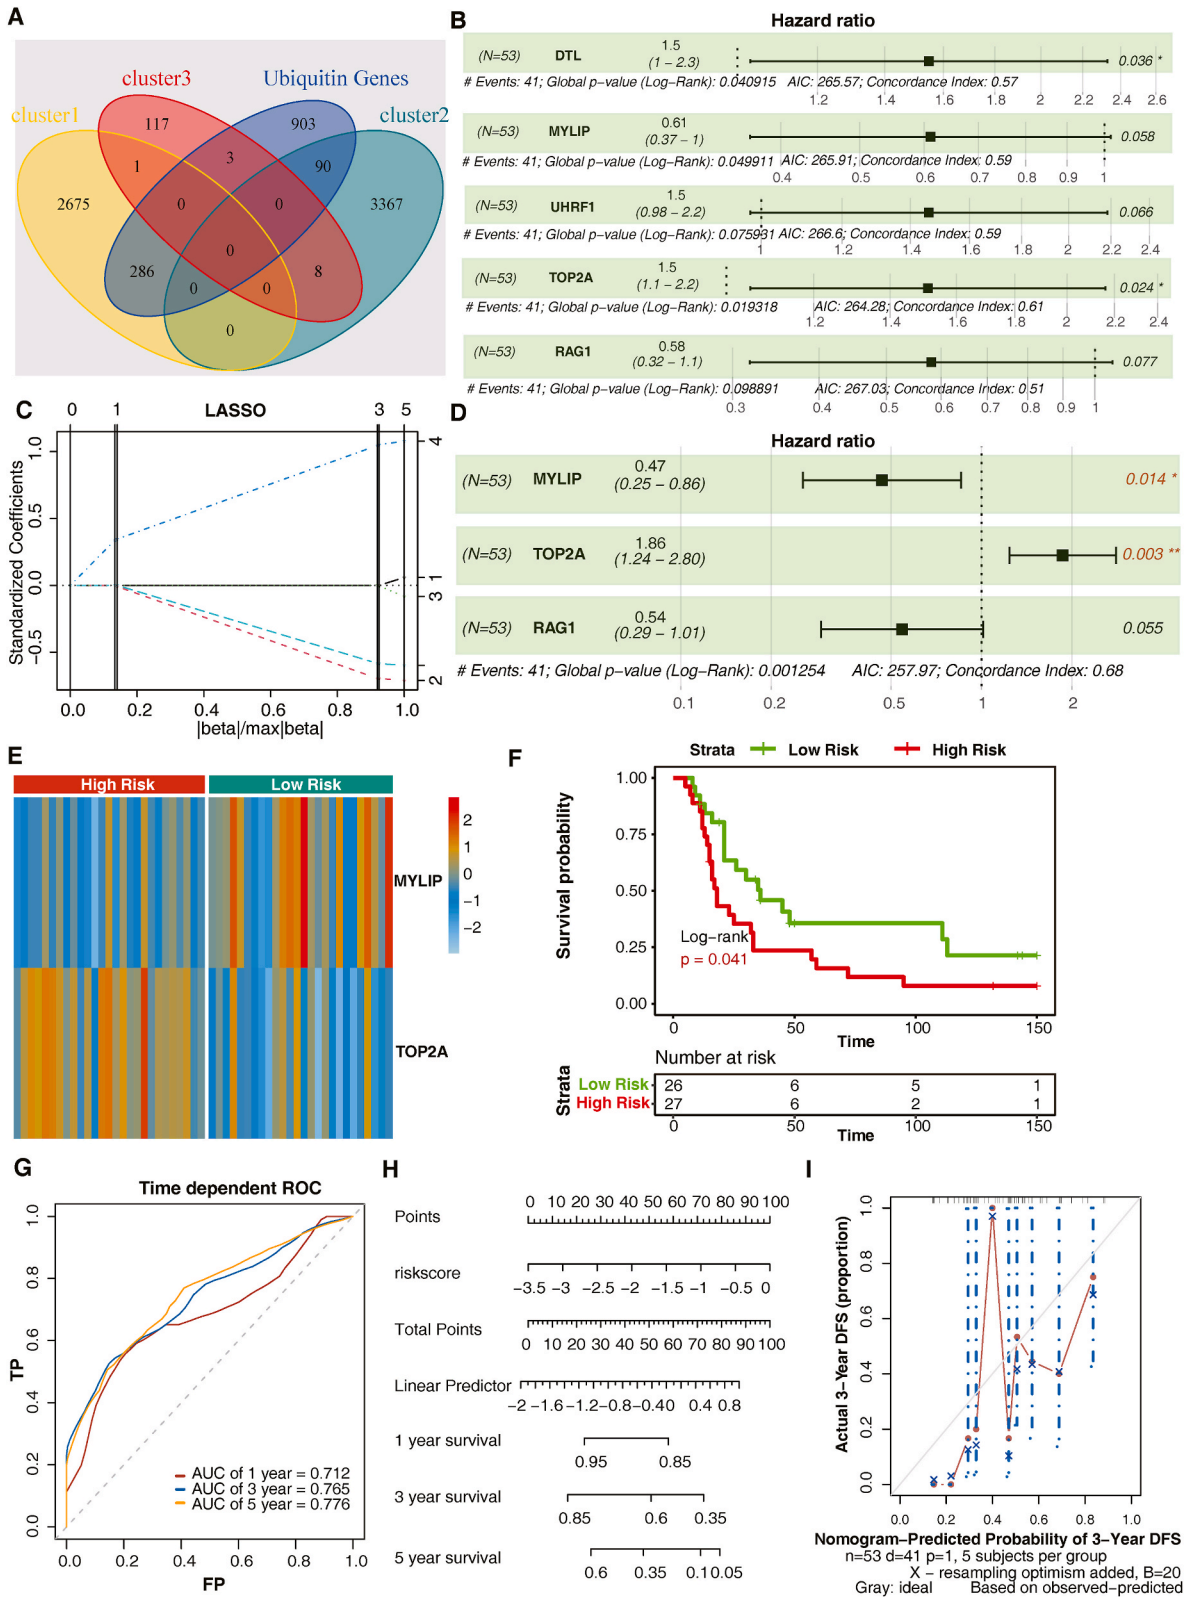 A
cluster1
cluster3
Ubiquitin Genes
cluster2
117
903
1
3
90
2675
0
0
3367
0
286
8
0
0
0
B
Hazard ratio
(N=53) DTL 1.5 (1 − 2.3) 0.036 *
# Events: 41; Global p−value (Log−Rank): 0.040915 AIC: 265.57; Concordance Index: 0.57
1.2 1.4 1.6 1.8 2 2.2 2.4 2.6
(N=53) MYLIP 0.61 (0.37 − 1) 0.058
# Events: 41; Global p−value (Log−Rank): 0.049911 AIC: 265.91; Concordance Index: 0.59
0.4 0.5 0.6 0.7 0.8 0.9 1
(N=53) UHRF1 1.5 (0.98 − 2.2) 0.066
# Events: 41; Global p−value (Log−Rank): 0.075931 AIC: 266.6; Concordance Index: 0.59
1 1.2 1.4 1.6 1.8 2 2.2 2.4
(N=53) TOP2A 1.5 (1.1 − 2.2) 0.024 *
# Events: 41; Global p−value (Log−Rank): 0.019318 AIC: 264.28; Concordance Index: 0.61
1.2 1.4 1.6 1.8 2 2.2 2.4
(N=53) RAG1 0.58 (0.32 − 1.1) 0.077
# Events: 41; Global p−value (Log−Rank): 0.098891 AIC: 267.03; Concordance Index: 0.51
0.3 0.4 0.5 0.6 0.7 0.8 0.9 1
C
LASSO
0 1 3 5
Standardized Coefficients
1.0
0.5
0.0
−0.5
4
1
3
2
0.0 0.2 0.4 0.6 0.8 1.0
|beta|/max|beta|
D
Hazard ratio
(N=53) MYLIP 0.47 (0.25 − 0.86) 0.014 *
(N=53) TOP2A 1.86 (1.24 − 2.80) 0.003 **
(N=53) RAG1 0.54 (0.29 − 1.01) 0.055
# Events: 41; Global p−value (Log−Rank): 0.001254 AIC: 257.97; Concordance Index: 0.68
0.1 0.2 0.5 1 2
E
High Risk Low Risk
MYLIP
TOP2A
2
1
0
−1
−2
F
Strata Low Risk High Risk
Survival probability
1.00
0.75
0.50
0.25
0.00
Log−rank
p = 0.041
0 50 100 150
Time
Number at risk
Strata
Low Risk 26 6 5 1
High Risk 27 6 2 1
0 50 100 150
Time
G
Time dependent ROC
TP
1.0
0.8
0.6
0.4
0.2
0.0
AUC of 1 year = 0.712
AUC of 3 year = 0.765
AUC of 5 year = 0.776
0.0 0.2 0.4 0.6 0.8 1.0
FP
H
Points 0 10 20 30 40 50 60 70 80 90 100
riskscore −3.5 −3 −2.5 −2 −1.5 −1 −0.5 0
Total Points 0 10 20 30 40 50 60 70 80 90 100
Linear Predictor −2 −1.6 −1.2−0.8−0.40 0.4 0.8
1 year survival 0.95 0.85
3 year survival 0.85 0.6 0.35
5 year survival 0.6 0.35 0.10.05
I
Actual 3−Year DFS (proportion)
1.0
0.8
0.6
0.4
0.2
0.0
0.0 0.2 0.4 0.6 0.8 1.0
Nomogram−Predicted Probability of 3−Year DFS
n=53 d=41 p=1, 5 subjects per group
X − resampling optimism added, B=20
Gray: ideal Based on observed−predicted